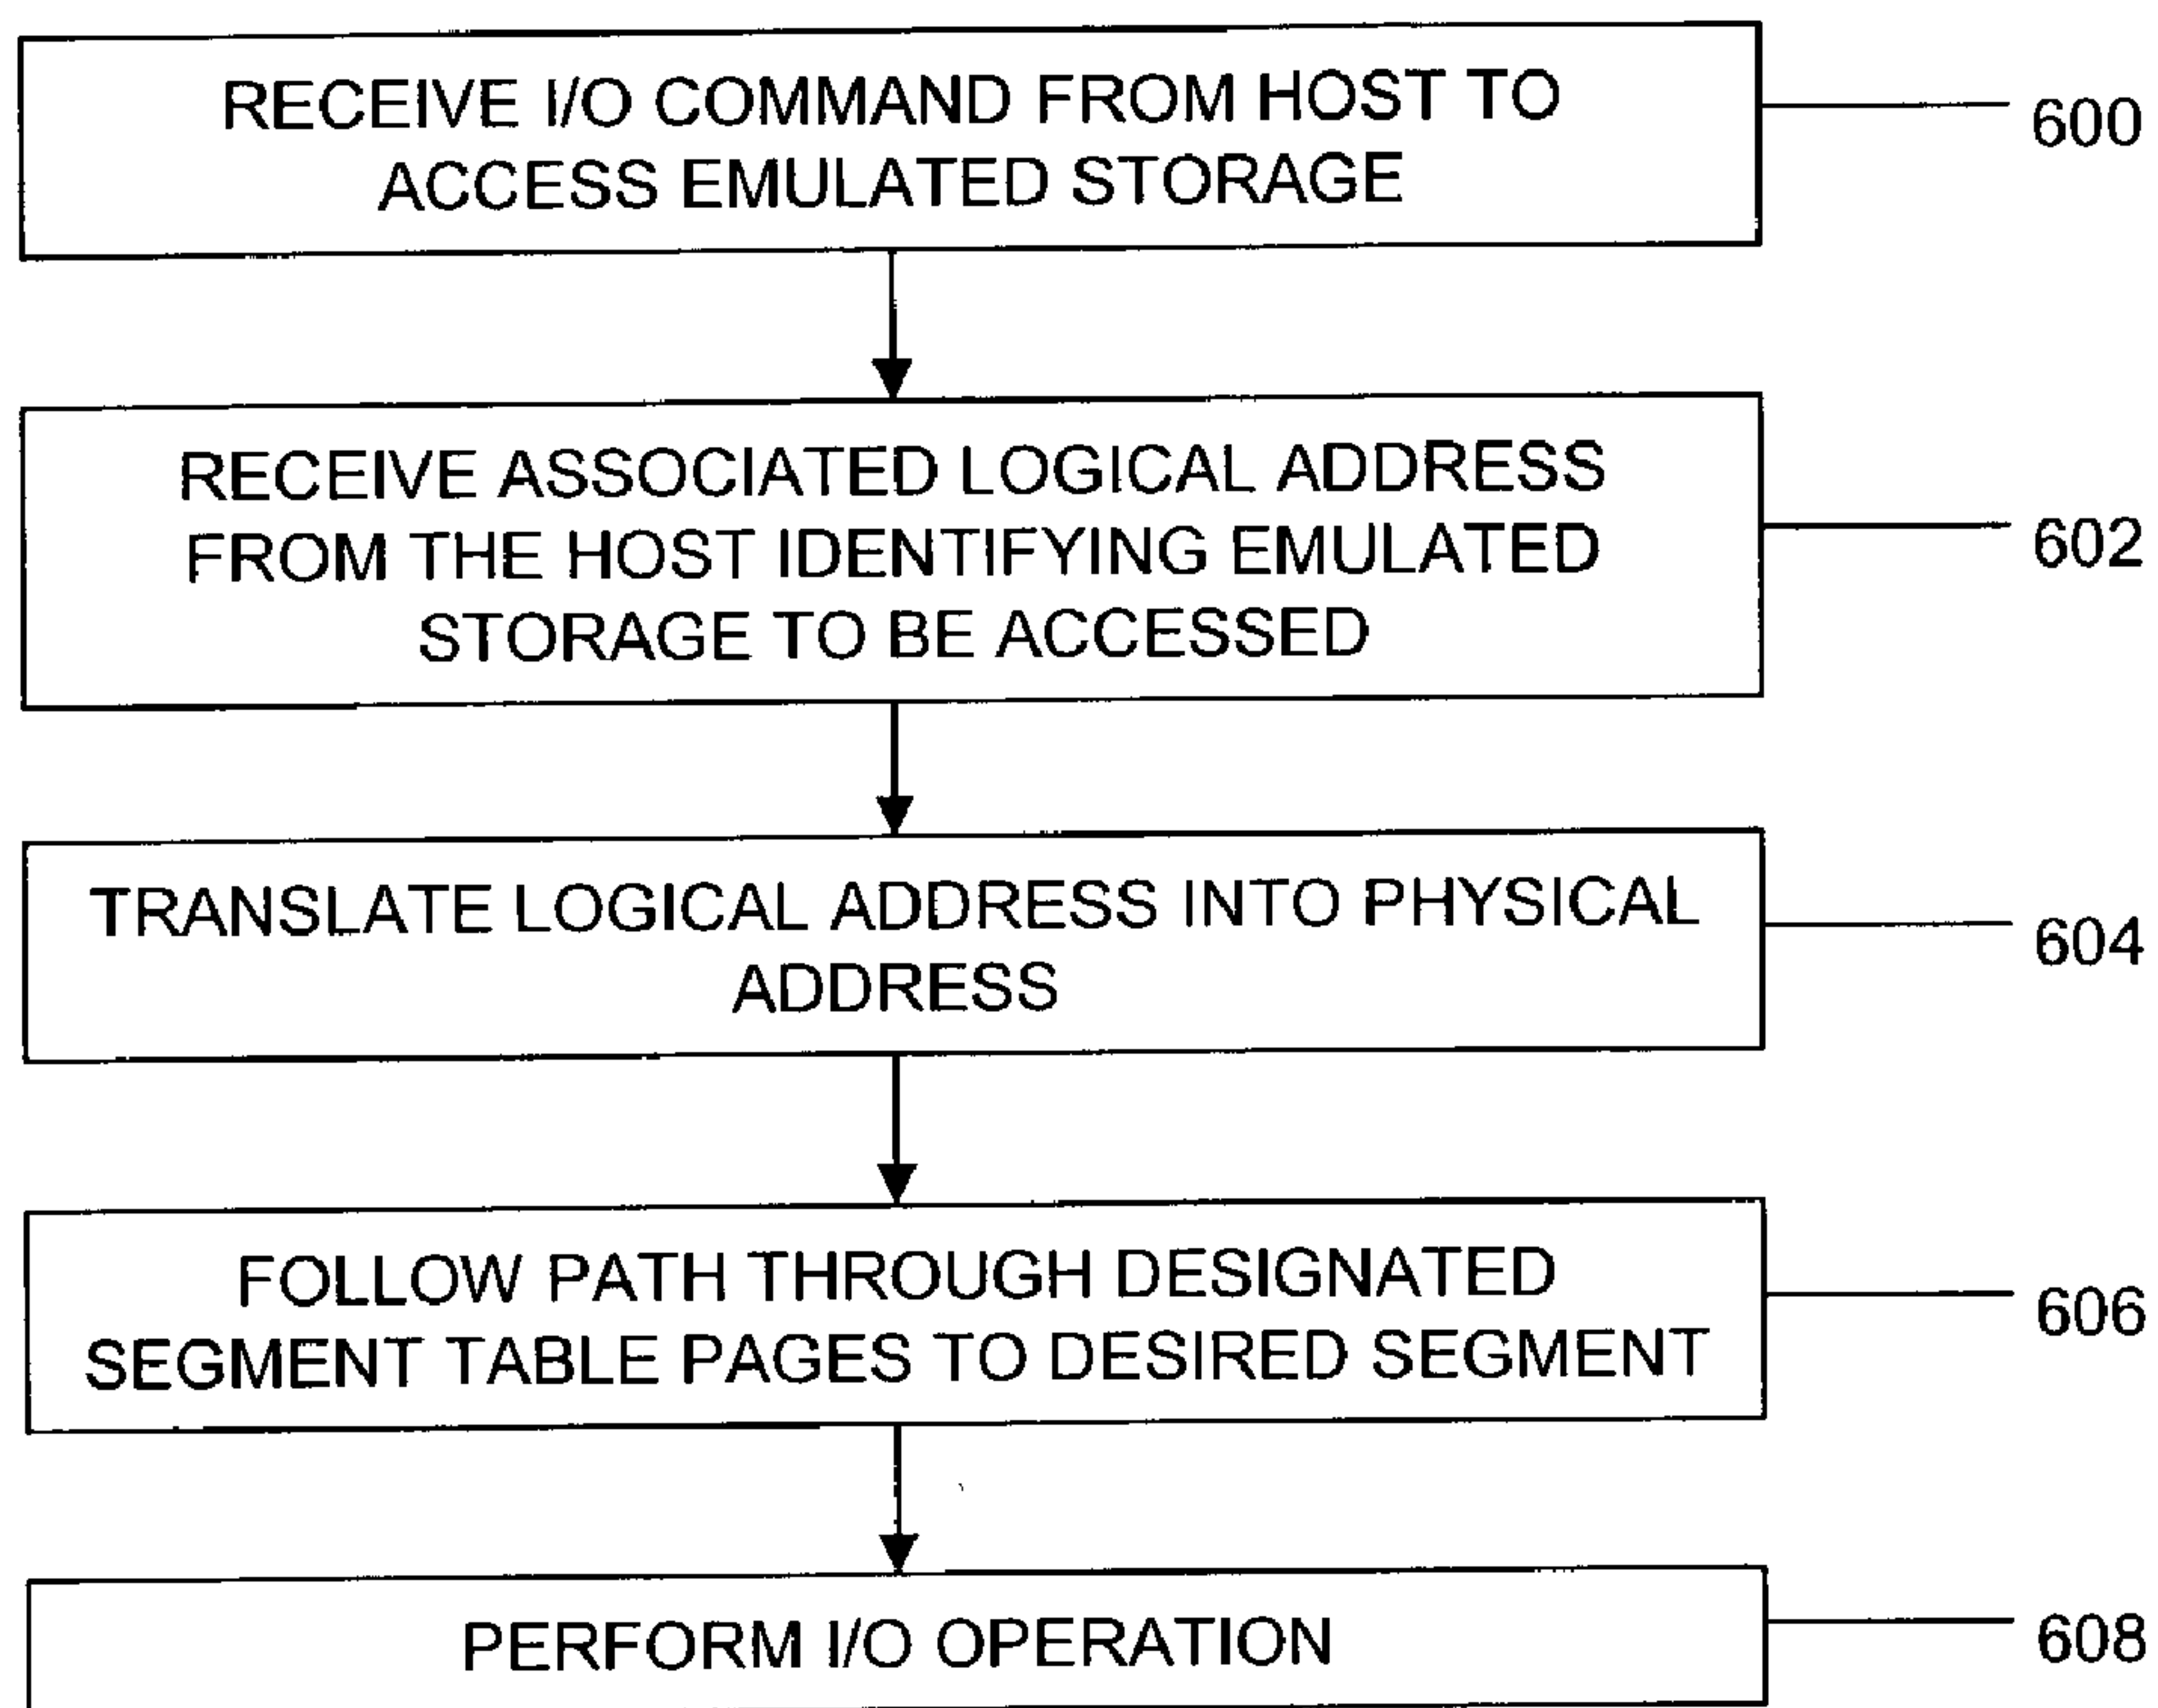 RECEIVE I/O COMMAND FROM HOST TO
ACCESS EMULATED STORAGE
600
RECEIVE ASSOCIATED LOGICAL ADDRESS
FROM THE HOST IDENTIFYING EMULATED
STORAGE TO BE ACCESSED
602
TRANSLATE LOGICAL ADDRESS INTO PHYSICAL
ADDRESS
604
FOLLOW PATH THROUGH DESIGNATED
SEGMENT TABLE PAGES TO DESIRED SEGMENT
606
PERFORM I/O OPERATION
608